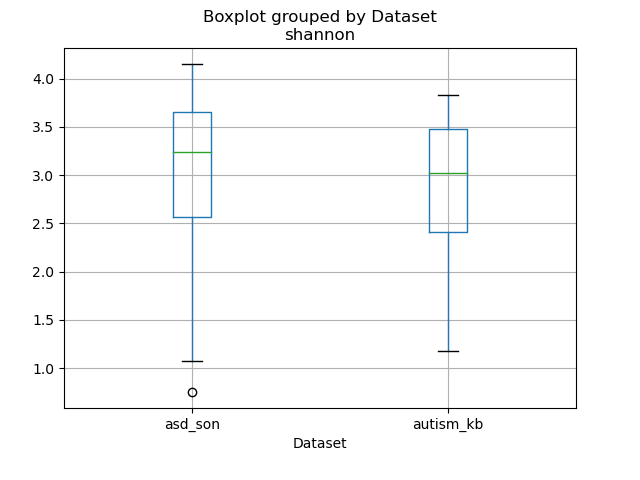 Boxplot grouped by Dataset
shannon
4.0
3.5
3.0
2.5
2.0
1.5
1.0
asd_son autism_kb
Dataset